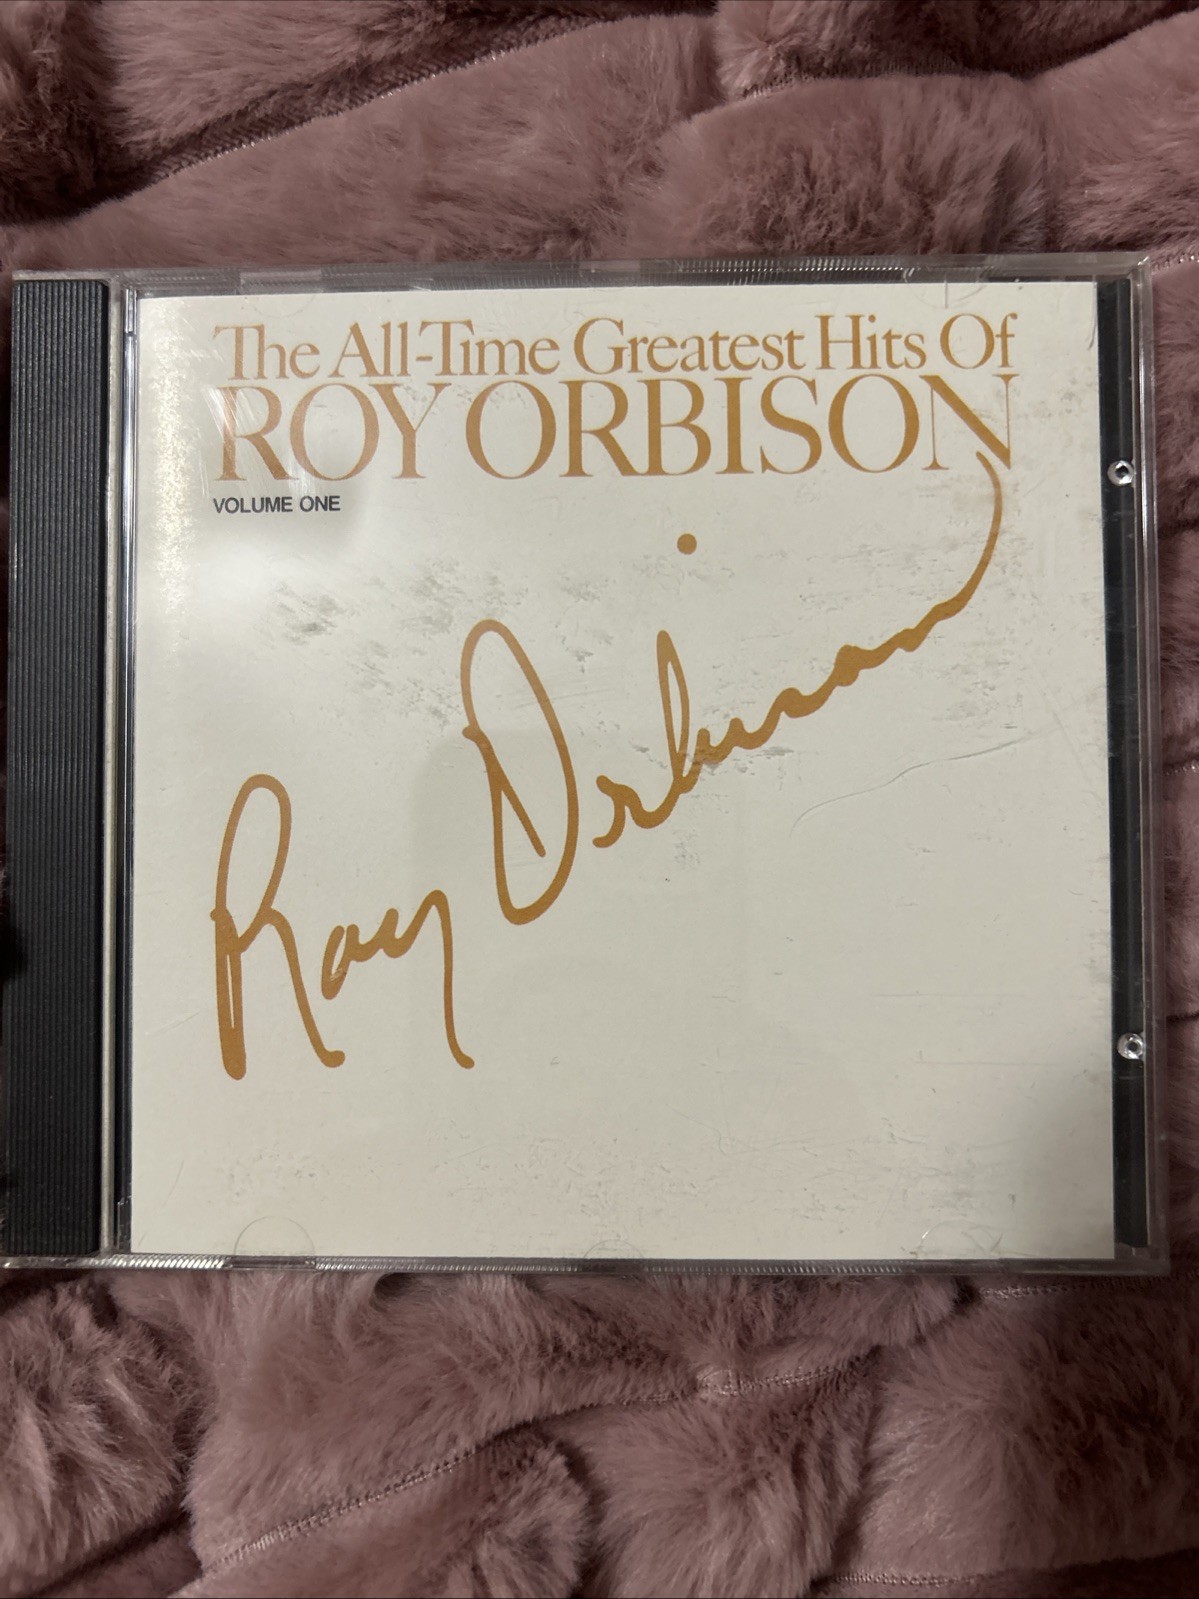 The All-Time Greatest Hits Of
ROY ORBISON
VOLUME ONE
Roy Orbison